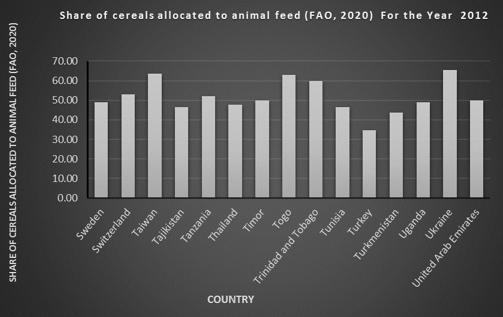 Share of cereals allocated to animal feed (FAO, 2020)  For the Year  2012
SHARE OF CEREALS ALLOCATED TO ANIMAL FEED (FAO, 2020)
70.00
60.00
50.00
40.00
30.00
20.00
10.00
0.00
Sweden
Switzerland
Taiwan
Tajikistan
Tanzania
Thailand
Timor
Togo
Trinidad and Tobago
Tunisia
Turkey
Turkmenistan
Uganda
Ukraine
United Arab Emirates
COUNTRY